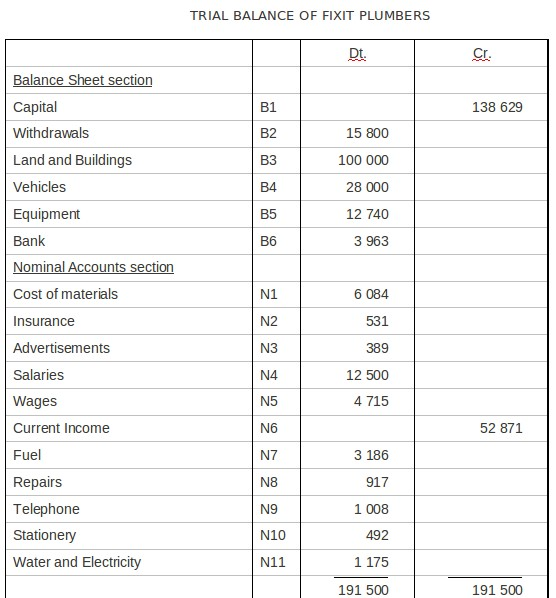 TRIAL BALANCE OF FIXIT PLUMBERS
Dt. Cr.
Balance Sheet section
Capital B1 138 629
Withdrawals B2 15 800
Land and Buildings B3 100 000
Vehicles B4 28 000
Equipment B5 12 740
Bank B6 3 963
Nominal Accounts section
Cost of materials N1 6 084
Insurance N2 531
Advertisements N3 389
Salaries N4 12 500
Wages N5 4 715
Current Income N6 52 871
Fuel N7 3 186
Repairs N8 917
Telephone N9 1 008
Stationery N10 492
Water and Electricity N11 1 175
191 500 191 500